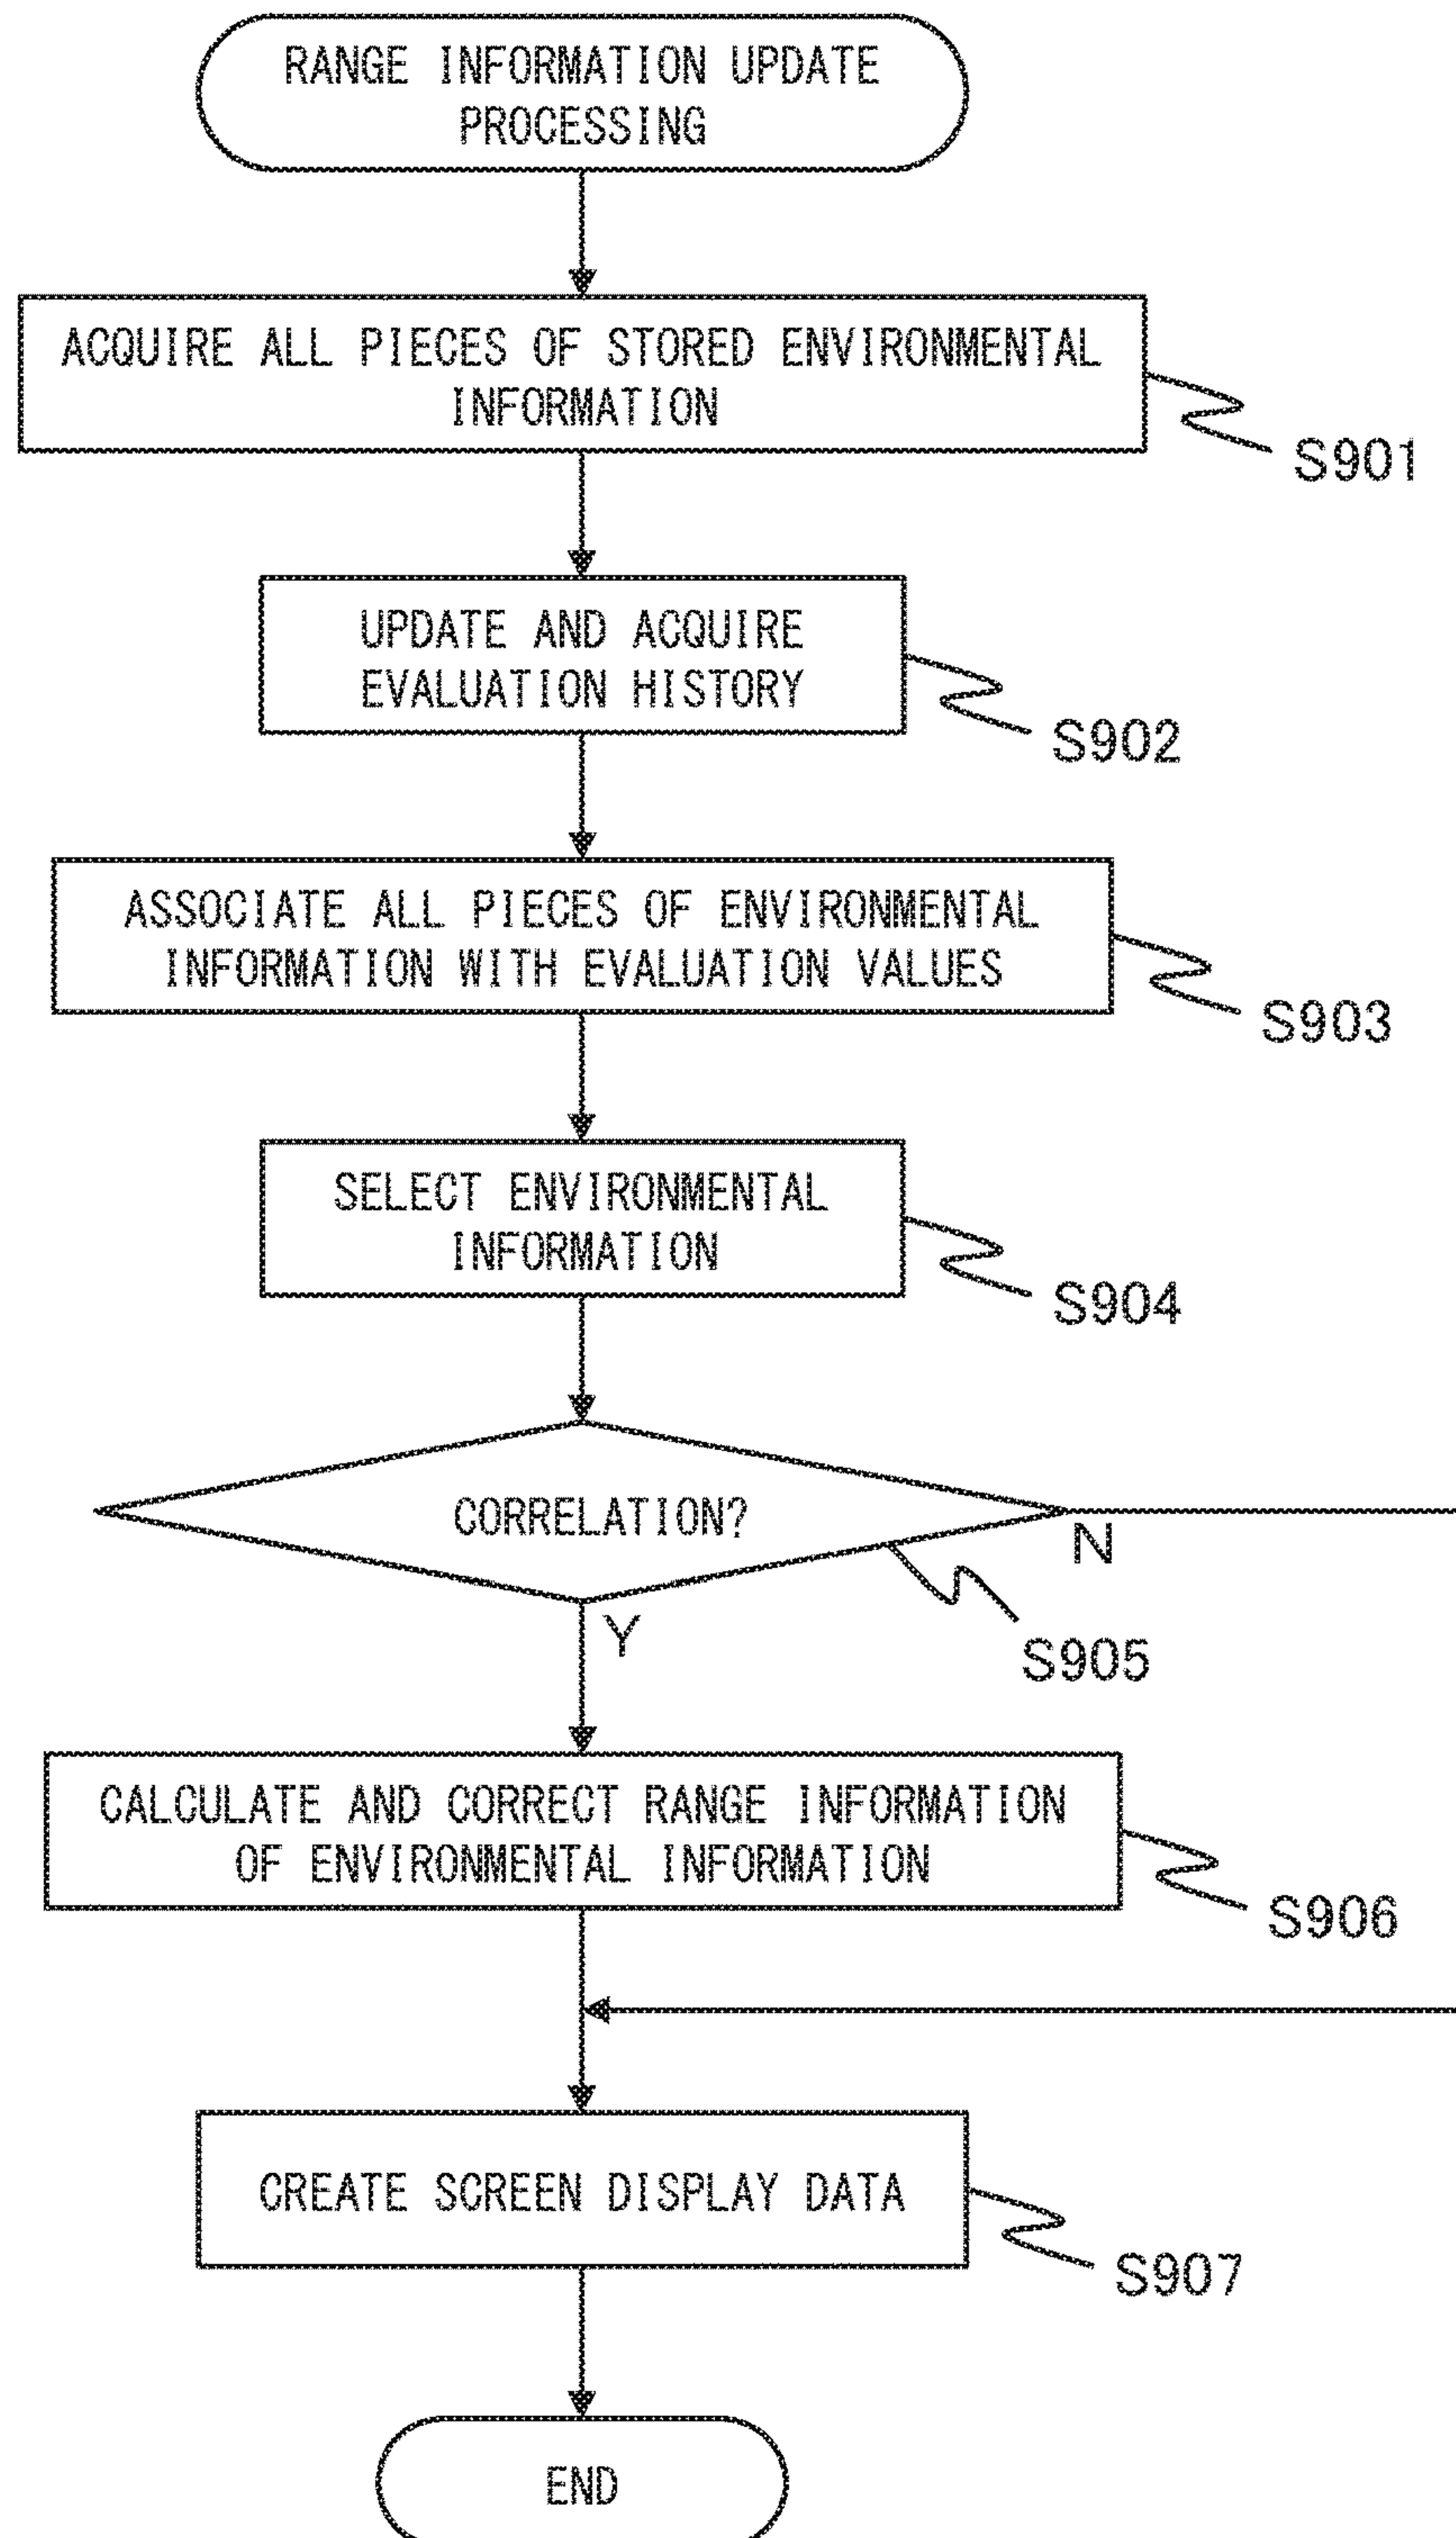 RANGE INFORMATION UPDATE
PROCESSING
ACQUIRE ALL PIECES OF STORED ENVIRONMENTAL
INFORMATION
S901
UPDATE AND ACQUIRE
EVALUATION HISTORY
S902
ASSOCIATE ALL PIECES OF ENVIRONMENTAL
INFORMATION WITH EVALUATION VALUES
S903
SELECT ENVIRONMENTAL
INFORMATION
S904
CORRELATION?
N
Y
S905
CALCULATE AND CORRECT RANGE INFORMATION
OF ENVIRONMENTAL INFORMATION
S906
CREATE SCREEN DISPLAY DATA
S907
END